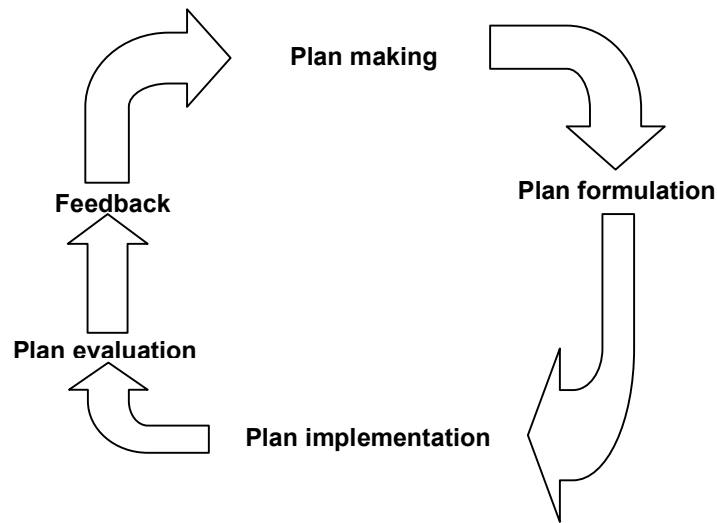 Plan making
Plan formulation
Plan implementation
Plan evaluation
Feedback